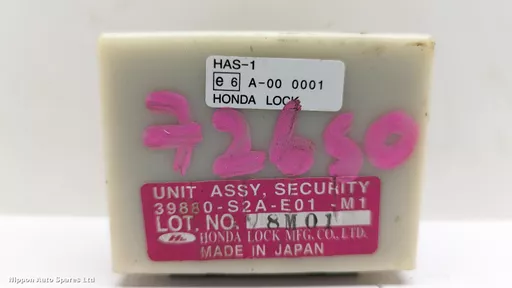 HAS-1
e 6 A-00 0001
HONDA LOCK
72650
UNIT ASSY, SECURITY
39880-S2A-E01 -M1
LOT. NO. 8M01
HONDA LOCK MFG. CO., LTD.
MADE IN JAPAN
Nippon Auto Spares Ltd